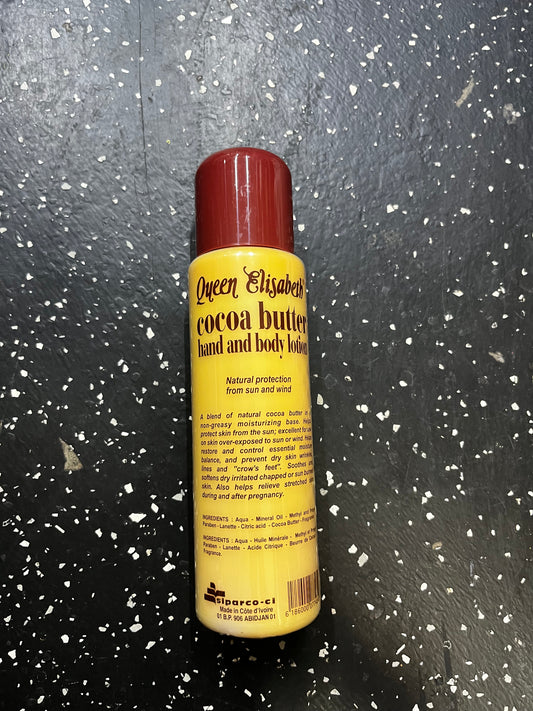 Queen Elisabeth
cocoa butter
hand and body lotion
Natural protection
from sun and wind
A blend of natural cocoa butter in a
non-greasy moisturizing base. Helps
protect skin from the sun; excellent for use
on skin over-exposed to sun or wind. Helps
restore and control essential moisture
balance, and prevent dry skin wrinkles,
lines and "crow's feet". Soothes and
softens dry irritated chapped or sun burned
skin. Also helps relieve stretched skin
during and after pregnancy.
INGREDIENTS : Aqua - Mineral Oil - Methyl and
Paraben - Lanette - Citric acid - Cocoa Butter - Fragrance
INGREDIENTS : Aqua - Huile Minérale - Methyl et
Paraben - Lanette - Acide Citrique - Beurre de Cacao
Fragrance.
siparco-ci
Made in Côte d'Ivoire
01 B.P. 906 ABIDJAN 01
6 186000